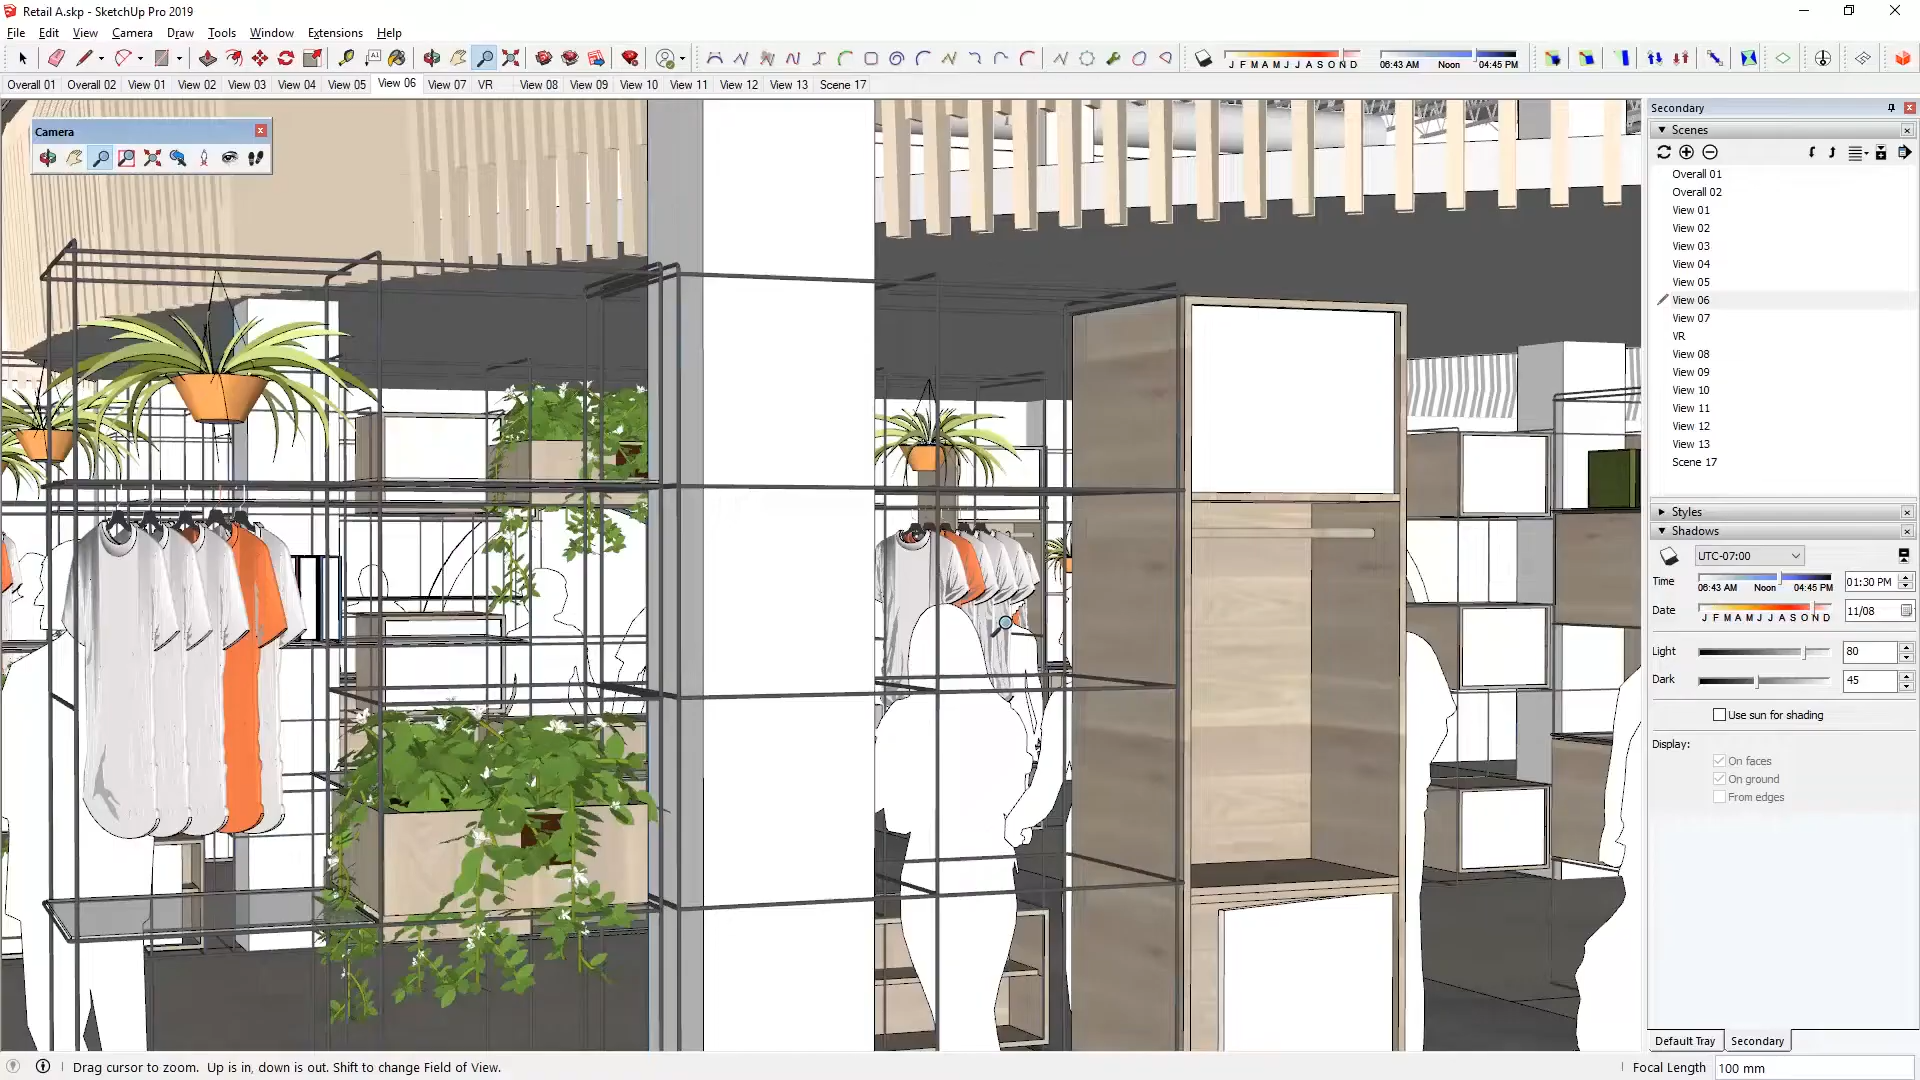 Retail A.skp - SketchUp Pro 2019
File Edit View Camera Draw Tools Window Extensions Help
A1
J F M A M J J A S O N D
06:43 AM Noon 04:45 PM
Overall 01 Overall 02 View 01 View 02 View 03 View 04 View 05 View 06 View 07 VR View 08 View 09 View 10 View 11 View 12 View 13 Scene 17
Camera
Secondary
Scenes
Overall 01
Overall 02
View 01
View 02
View 03
View 04
View 05
View 06
View 07
VR
View 08
View 09
View 10
View 11
View 12
View 13
Scene 17
Styles
Shadows
UTC-07:00
Time 01:30 PM
06:43 AM Noon 04:45 PM
Date 11/08
J F M A M J J A S O N D
Light 80
Dark 45
Use sun for shading
Display:
On faces
On ground
From edges
Default Tray Secondary
Drag cursor to zoom. Up is in, down is out. Shift to change Field of View.
Focal Length 100 mm